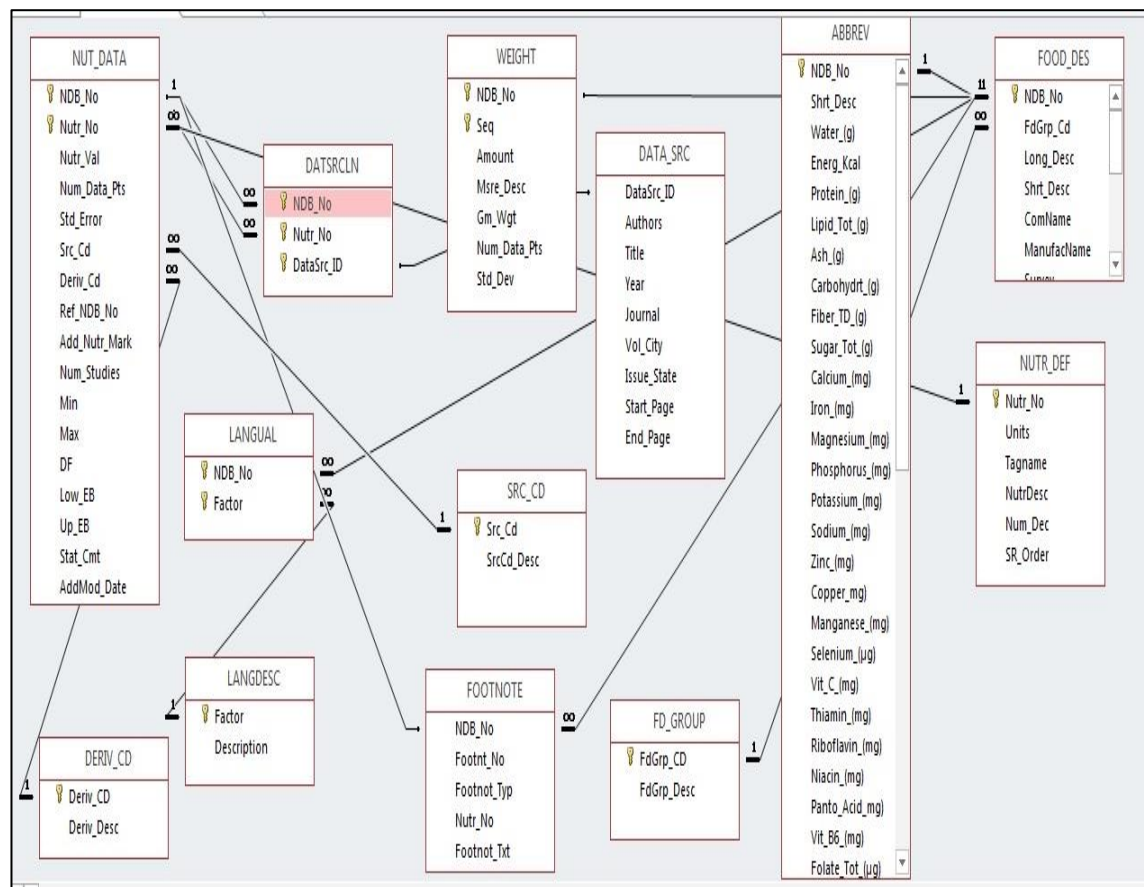 NUT_DATA
NDB_No
Nutr_No
Nutr_Val
Num_Data_Pts
Std_Error
Src_Cd
Deriv_Cd
Ref_NDB_No
Add_Nutr_Mark
Num_Studies
Min
Max
DF
Low_EB
Up_EB
Stat_Cmt
AddMod_Date
1
∞
∞
∞
DATSRCLN
NDB_No
Nutr_No
DataSrc_ID
∞
∞
WEIGHT
NDB_No
Seq
Amount
Msre_Desc
Gm_Wgt
Num_Data_Pts
Std_Dev
DATA_SRC
DataSrc_ID
Authors
Title
Year
Journal
Vol_City
Issue_State
Start_Page
End_Page
ABBREV
NDB_No
Shrt_Desc
Water_(g)
Energ_Kcal
Protein_(g)
Lipid_Tot_(g)
Ash_(g)
Carbohydrt_(g)
Fiber_TD_(g)
Sugar_Tot_(g)
Calcium_(mg)
Iron_(mg)
Magnesium_(mg)
Phosphorus_(mg)
Potassium_(mg)
Sodium_(mg)
Zinc_(mg)
Copper_mg)
Manganese_(mg)
Selenium_(µg)
Vit_C_(mg)
Thiamin_(mg)
Riboflavin_(mg)
Niacin_(mg)
Panto_Acid_mg)
Vit_B6_(mg)
Folate_Tot_(µg)
1
11
∞
FOOD_DES
NDB_No
FdGrp_Cd
Long_Desc
Shrt_Desc
ComName
ManufacName
Survey
NUTR_DEF
1
Nutr_No
Units
Tagname
NutrDesc
Num_Dec
SR_Order
LANGUAL
NDB_No
Factor
∞
∞
SRC_CD
1
Src_Cd
SrcCd_Desc
LANGDESC
1
Factor
Description
DERIV_CD
1
Deriv_CD
Deriv_Desc
FOOTNOTE
NDB_No
Footnt_No
Footnot_Typ
Nutr_No
Footnot_Txt
∞
FD_GROUP
FdGrp_CD
FdGrp_Desc
1